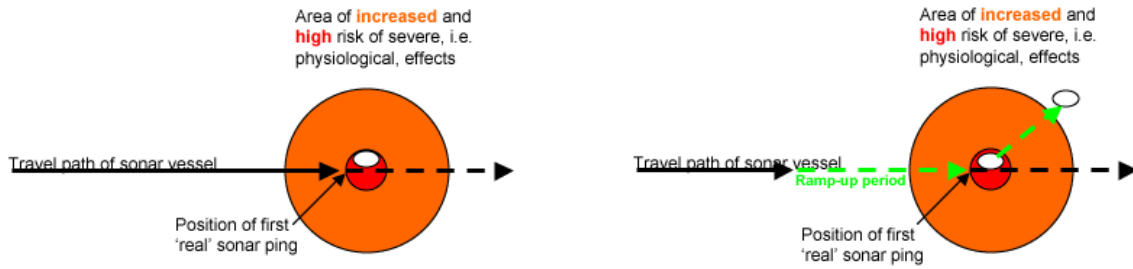 Area of increased and
high risk of severe, i.e.
physiological, effects
Travel path of sonar vessel
Position of first
‘real’ sonar ping
Area of increased and
high risk of severe, i.e.
physiological, effects
Travel path of sonar vessel
Ramp-up period
Position of first
‘real’ sonar ping